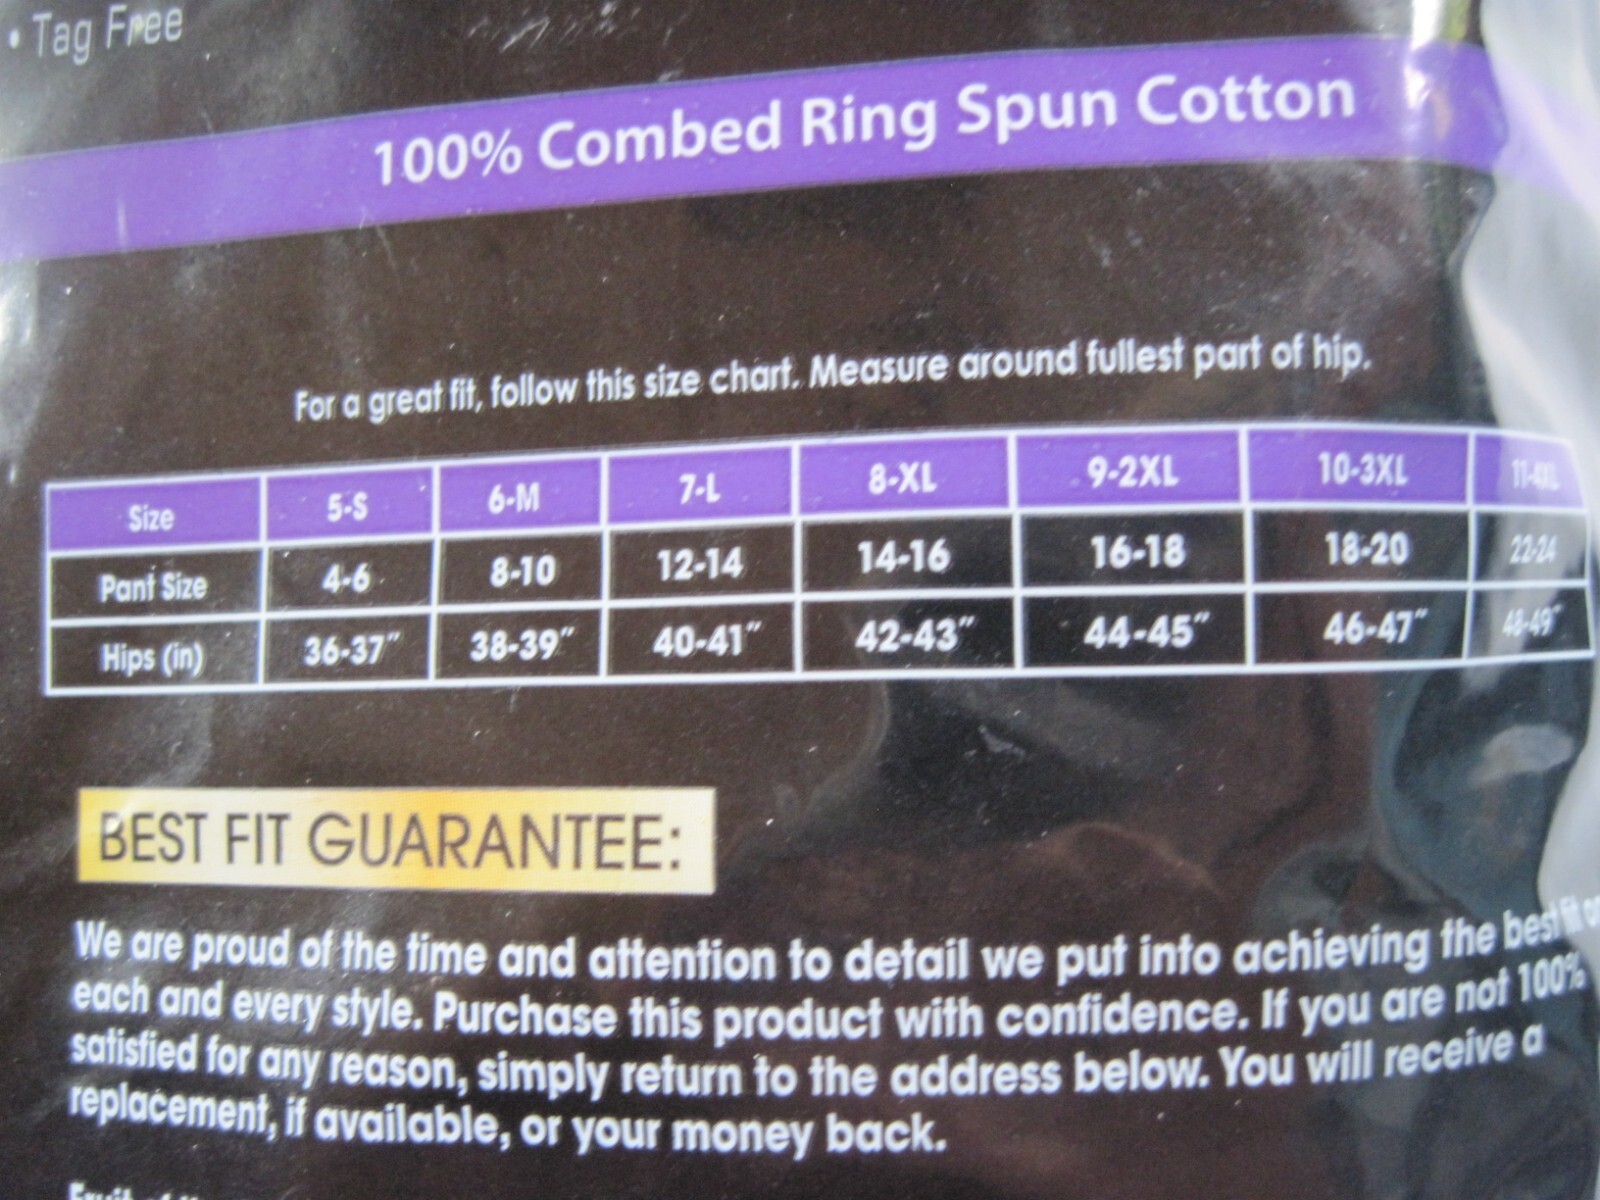 • Tag Free
100% Combed Ring Spun Cotton
For a great fit, follow this size chart. Measure around fullest part of hip.
Size 5-S 6-M 7-L 8-XL 9-2XL 10-3XL 11-4XL
Pant Size 4-6 8-10 12-14 14-16 16-18 18-20 22-24
Hips (in) 36-37" 38-39" 40-41" 42-43" 44-45" 46-47" 48-49"
BEST FIT GUARANTEE:
We are proud of the time and attention to detail we put into achieving the best fit
each and every style. Purchase this product with confidence. If you are not 100%
satisfied for any reason, simply return to the address below. You will receive a
replacement, if available, or your money back.